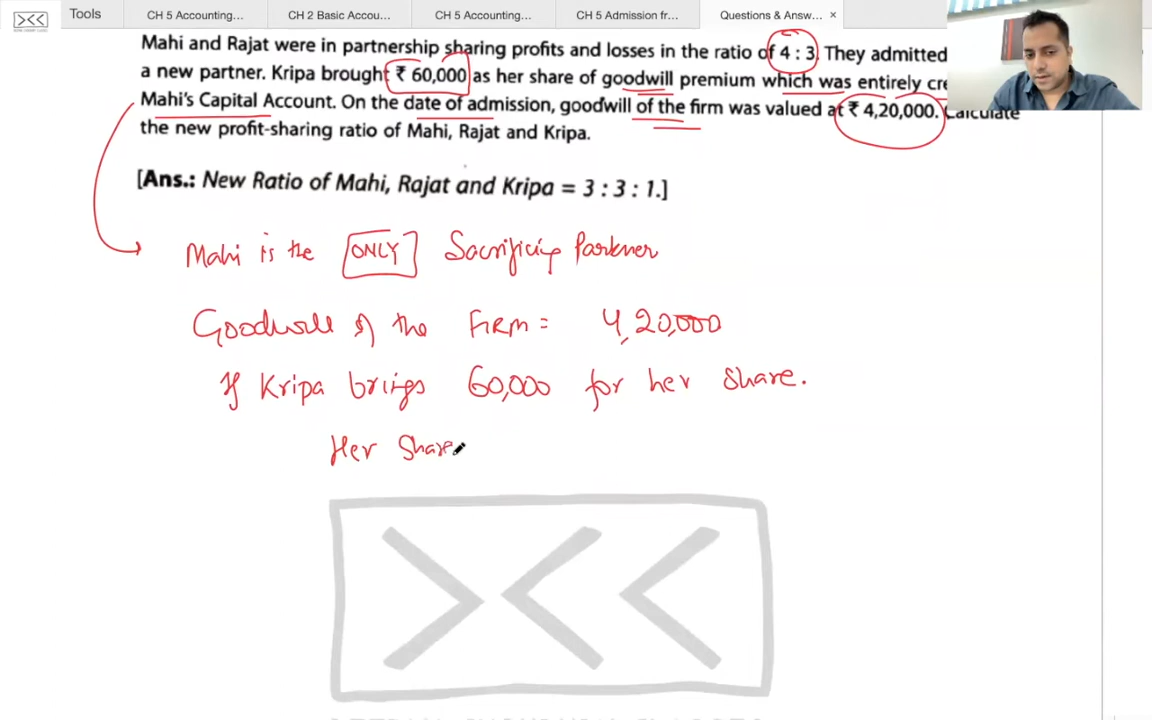 Tools
CH 5 Accounting...
CH 2 Basic Accou...
CH 5 Accounting...
CH 5 Admission fr...
Questions & Answ... ×
Mahi and Rajat were in partnership sharing profits and losses in the ratio of 4 : 3. They admitted
a new partner. Kripa brought ₹ 60,000 as her share of goodwill premium which was entirely cre
Mahi's Capital Account. On the date of admission, goodwill of the firm was valued at ₹ 4,20,000. Calculate
the new profit-sharing ratio of Mahi, Rajat and Kripa.
[Ans.: New Ratio of Mahi, Rajat and Kripa = 3 : 3 : 1.]
Mahi is the ONLY Sacrificing Partner
Goodwill of the FIRM = 4,20,000
If Kripa brings 60,000 for her share.
Her Share